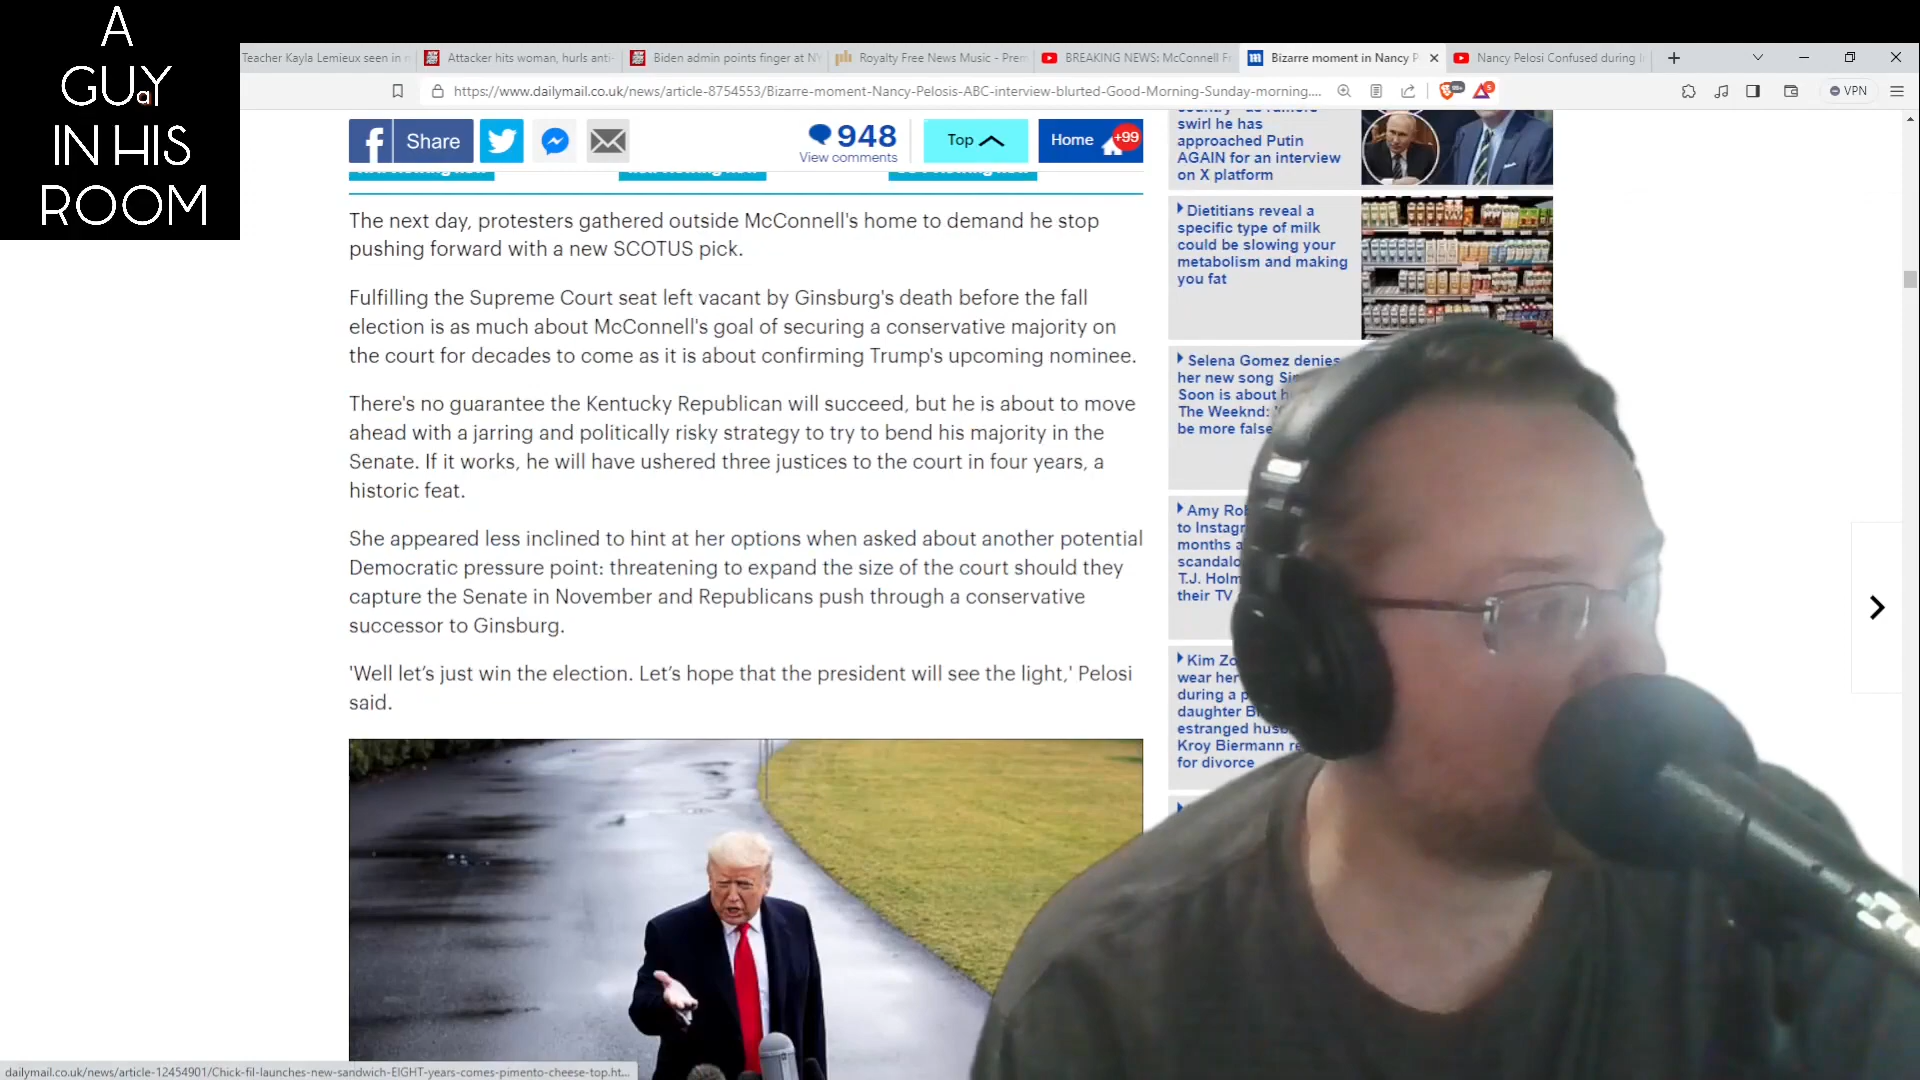 A
GUY
a
IN HIS
ROOM
Teacher Kayla Lemieux seen in
Attacker hits woman, hurls anti-
Biden admin points finger at NY
Royalty Free News Music - Prem
BREAKING NEWS: McConnell Fr
Bizarre moment in Nancy P
Nancy Pelosi Confused during I
https://www.dailymail.co.uk/news/article-8754553/Bizarre-moment-Nancy-Pelosis-ABC-interview-blurted-Good-Morning-Sunday-morning....
VPN
Share
948
View comments
Top
Home
+99
The next day, protesters gathered outside McConnell's home to demand he stop
pushing forward with a new SCOTUS pick.
Fulfilling the Supreme Court seat left vacant by Ginsburg's death before the fall
election is as much about McConnell's goal of securing a conservative majority on
the court for decades to come as it is about confirming Trump's upcoming nominee.
There's no guarantee the Kentucky Republican will succeed, but he is about to move
ahead with a jarring and politically risky strategy to try to bend his majority in the
Senate. If it works, he will have ushered three justices to the court in four years, a
historic feat.
She appeared less inclined to hint at her options when asked about another potential
Democratic pressure point: threatening to expand the size of the court should they
capture the Senate in November and Republicans push through a conservative
successor to Ginsburg.
'Well let’s just win the election. Let’s hope that the president will see the light,' Pelosi
said.
swirl he has
approached Putin
AGAIN for an interview
on X platform
Dietitians reveal a
specific type of milk
could be slowing your
metabolism and making
you fat
Selena Gomez denies
her new song
Soon is about
The Weeknd:
be more false
Amy
to
months
T.J.
their TV
Kim
wear her
during a
daughter
estranged
Kroy Biermann
for divorce
dailymail.co.uk/news/article-12454901/Chick-fil-launches-new-sandwich-EIGHT-years-comes-pimento-cheese-top.ht...